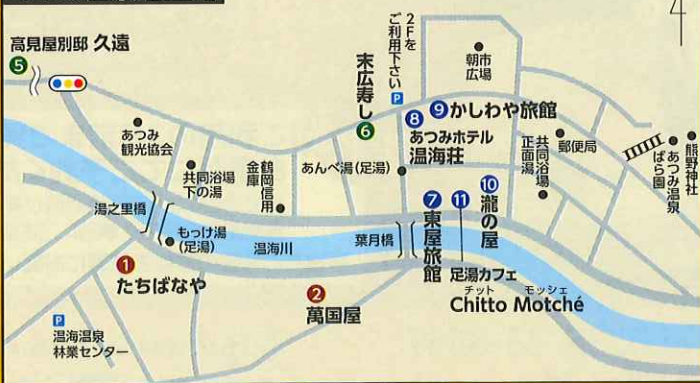 高見屋別邸 久遠
5
2Fを
ご利用下さい
P
朝市
広場
末広寿し
6
8
あつみホテル
温海荘
9 かしわや旅館
あつみ
観光協会
共同浴場
下の湯
鶴岡信用
金庫
あんべ湯(足湯)
共同浴場
正面湯
郵便局
熊野神社
あつみ温泉
ばら園
湯之里橋
もっけ湯
(足湯)
温海川
葉月橋
7
東屋旅館
11
足湯カフェ
チット モッシェ
Chitto Motché
10
瀧の屋
1
たちばなや
2
萬国屋
P
温海温泉
林業センター